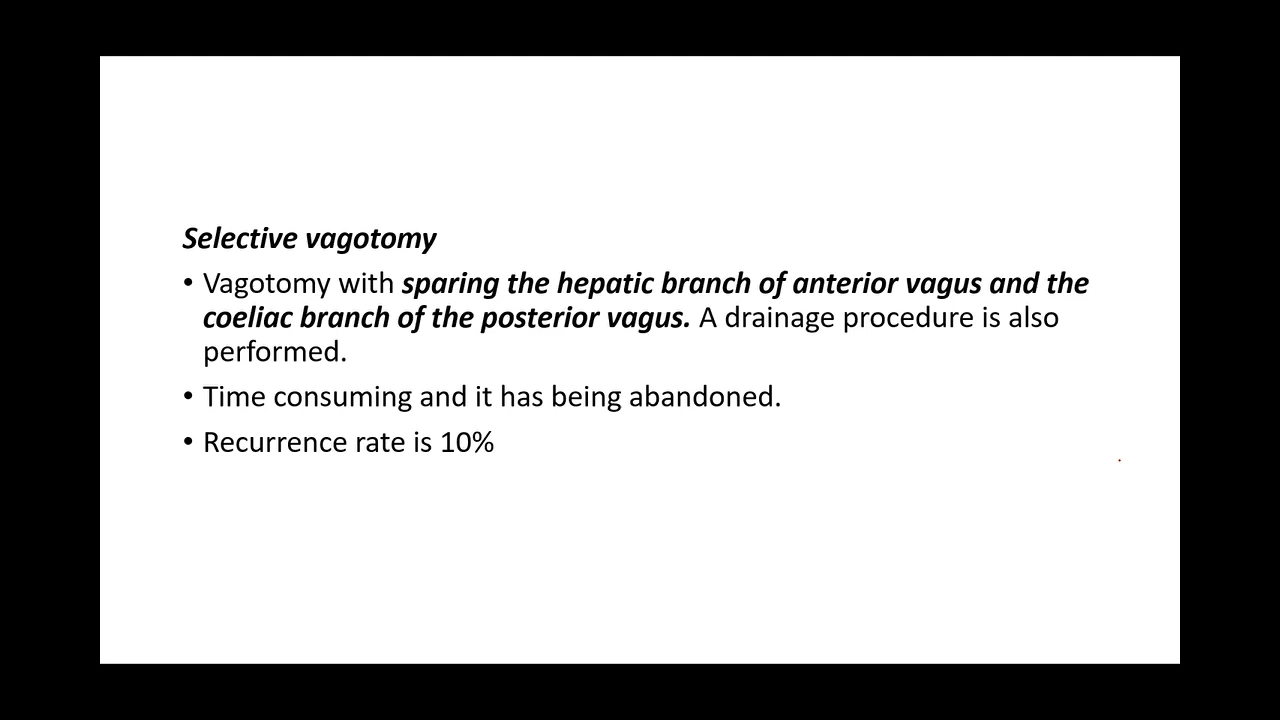 Selective vagotomy
• Vagotomy with sparing the hepatic branch of anterior vagus and the
coeliac branch of the posterior vagus. A drainage procedure is also
performed.
• Time consuming and it has being abandoned.
• Recurrence rate is 10%